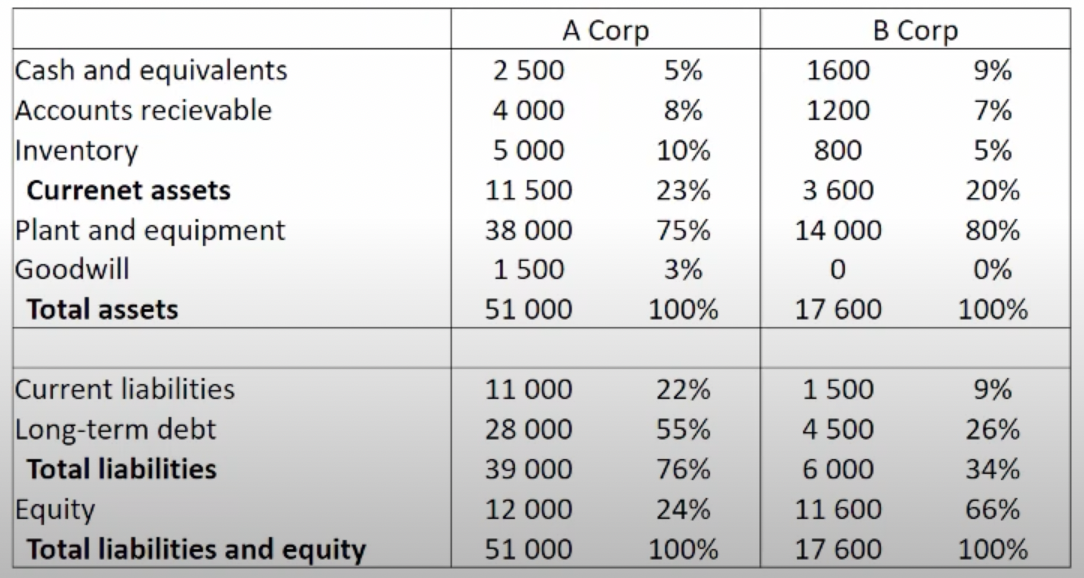 A Corp B Corp
Cash and equivalents 2 500 5% 1600 9%
Accounts recievable 4 000 8% 1200 7%
Inventory 5 000 10% 800 5%
Currenet assets 11 500 23% 3 600 20%
Plant and equipment 38 000 75% 14 000 80%
Goodwill 1 500 3% 0 0%
Total assets 51 000 100% 17 600 100%
Current liabilities 11 000 22% 1 500 9%
Long-term debt 28 000 55% 4 500 26%
Total liabilities 39 000 76% 6 000 34%
Equity 12 000 24% 11 600 66%
Total liabilities and equity 51 000 100% 17 600 100%